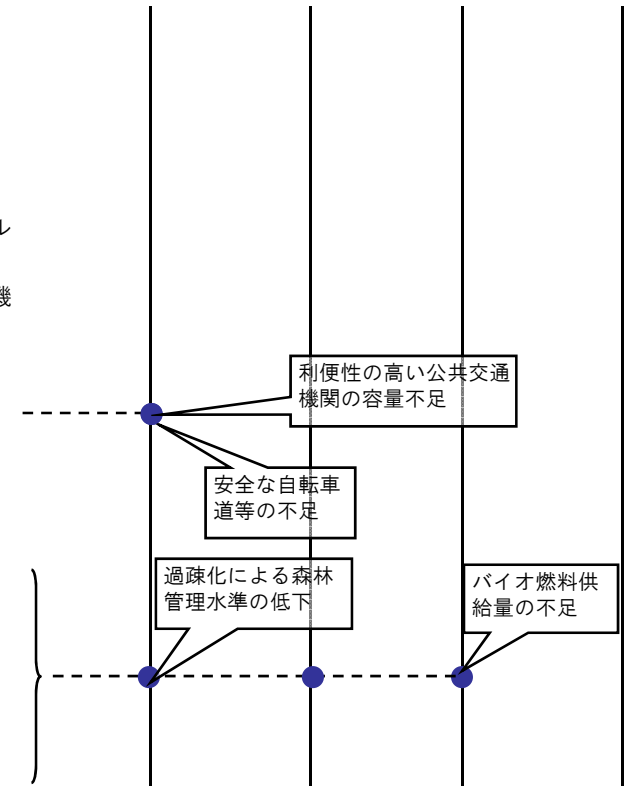 ル
機
利便性の高い公共交通
機関の容量不足
安全な自転車
道等の不足
過疎化による森林
管理水準の低下
バイオ燃料供
給量の不足